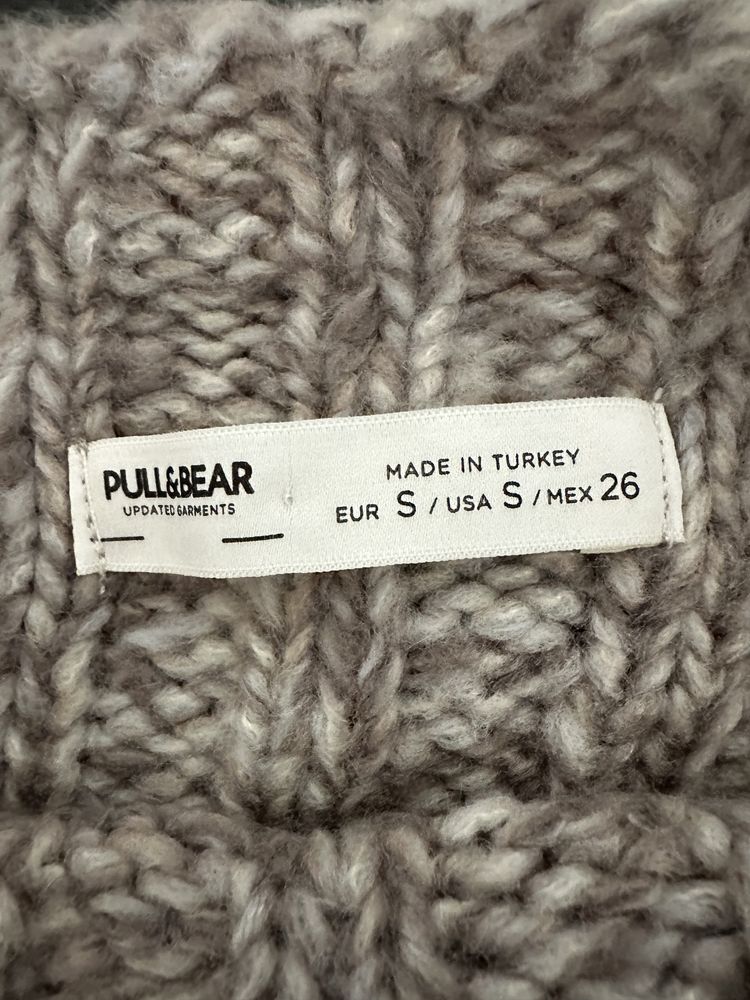 PULL&BEAR
UPDATED GARMENTS
MADE IN TURKEY
EUR S / USA S / MEX 26